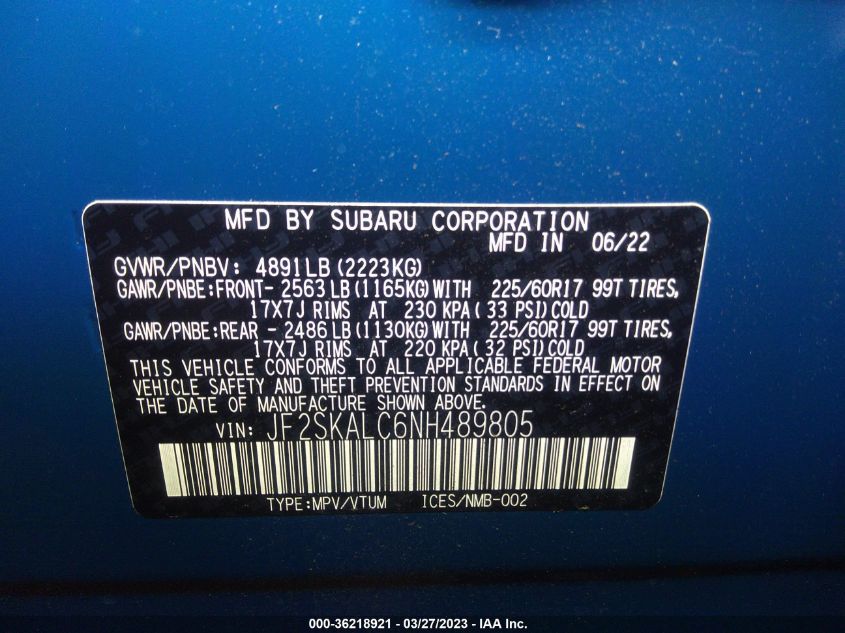 MFD BY SUBARU CORPORATION
MFD IN 06/22
GVWR/PNBV: 4891LB (2223KG)
GAWR/PNBE:FRONT- 2563 LB (1165KG) WITH 225/60R17 99T TIRES,
17X7J RIMS AT 230 KPA ( 33 PSI) COLD
GAWR/PNBE:REAR - 2486 LB (1130KG) WITH 225/60R17 99T TIRES,
17X7J RIMS AT 220 KPA ( 32 PSI) COLD
THIS VEHICLE CONFORMS TO ALL APPLICABLE FEDERAL MOTOR
VEHICLE SAFETY AND THEFT PREVENTION STANDARDS IN EFFECT ON
THE DATE OF MANUFACTURE SHOWN ABOVE.
VIN: JF2SKALC6NH489805
TYPE:MPV/VTUM ICES/NMB-002
000-36218921 - 03/27/2023 - IAA Inc.